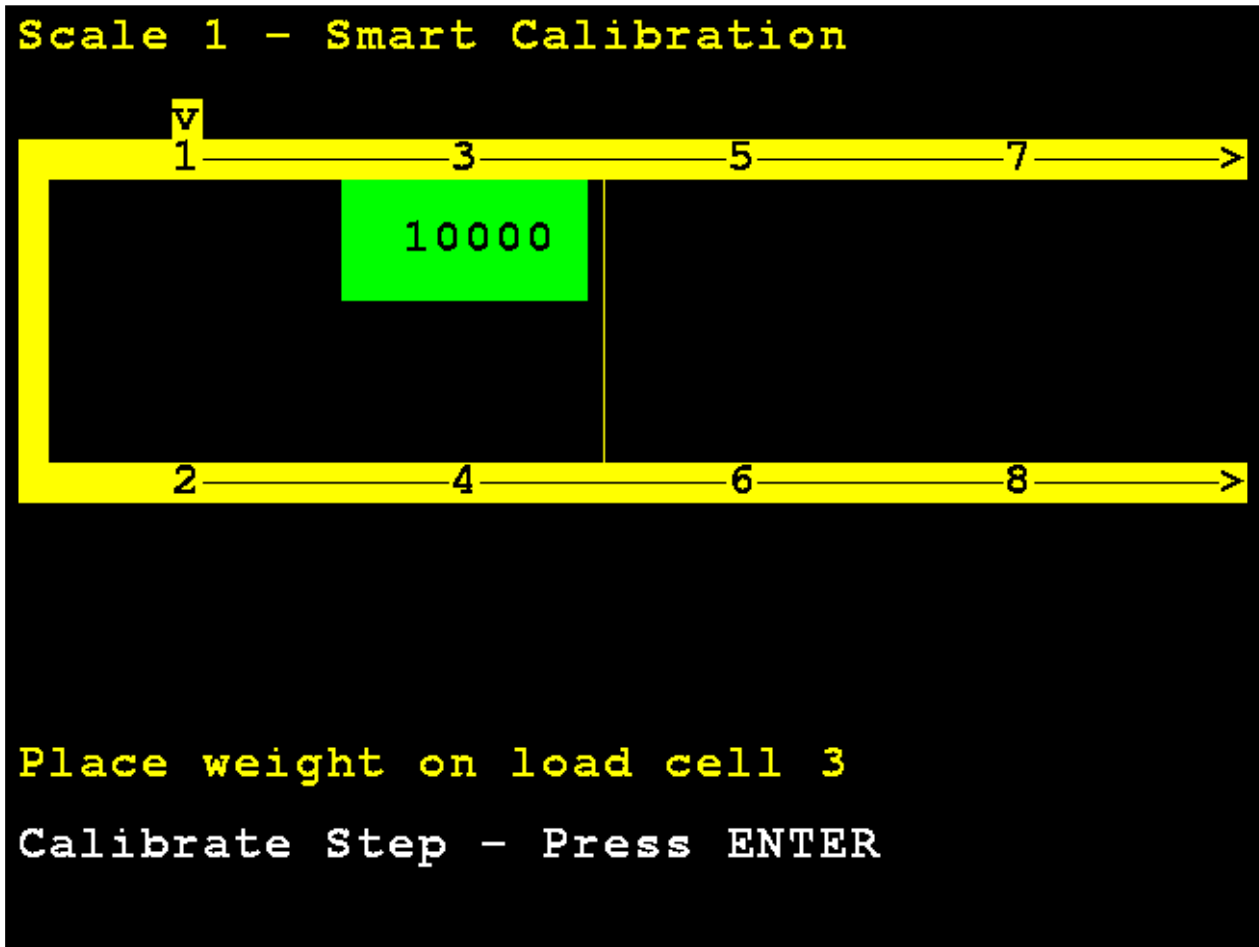 Scale 1 - Smart Calibration
v
1 3 5 7 >
10000
2 4 6 8 >
Place weight on load cell 3
Calibrate Step - Press ENTER